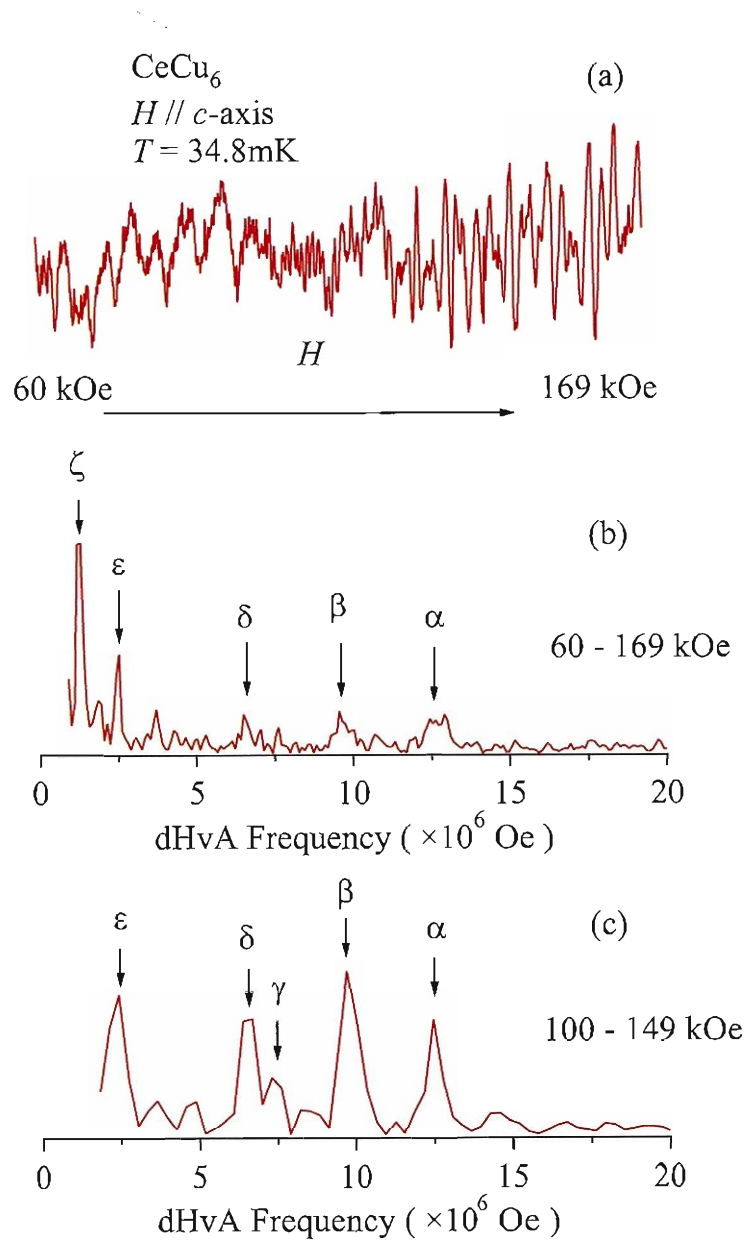 CeCu6
(a)
H // c-axis
T = 34.8mK
H
60 kOe
169 kOe
ζ
(b)
ε
β
δ
α
60 - 169 kOe
0 5 10 15 20
dHvA Frequency ( ×10^6 Oe )
β
ε
(c)
δ
α
γ
100 - 149 kOe
0 5 10 15 20
dHvA Frequency ( ×10^6 Oe )